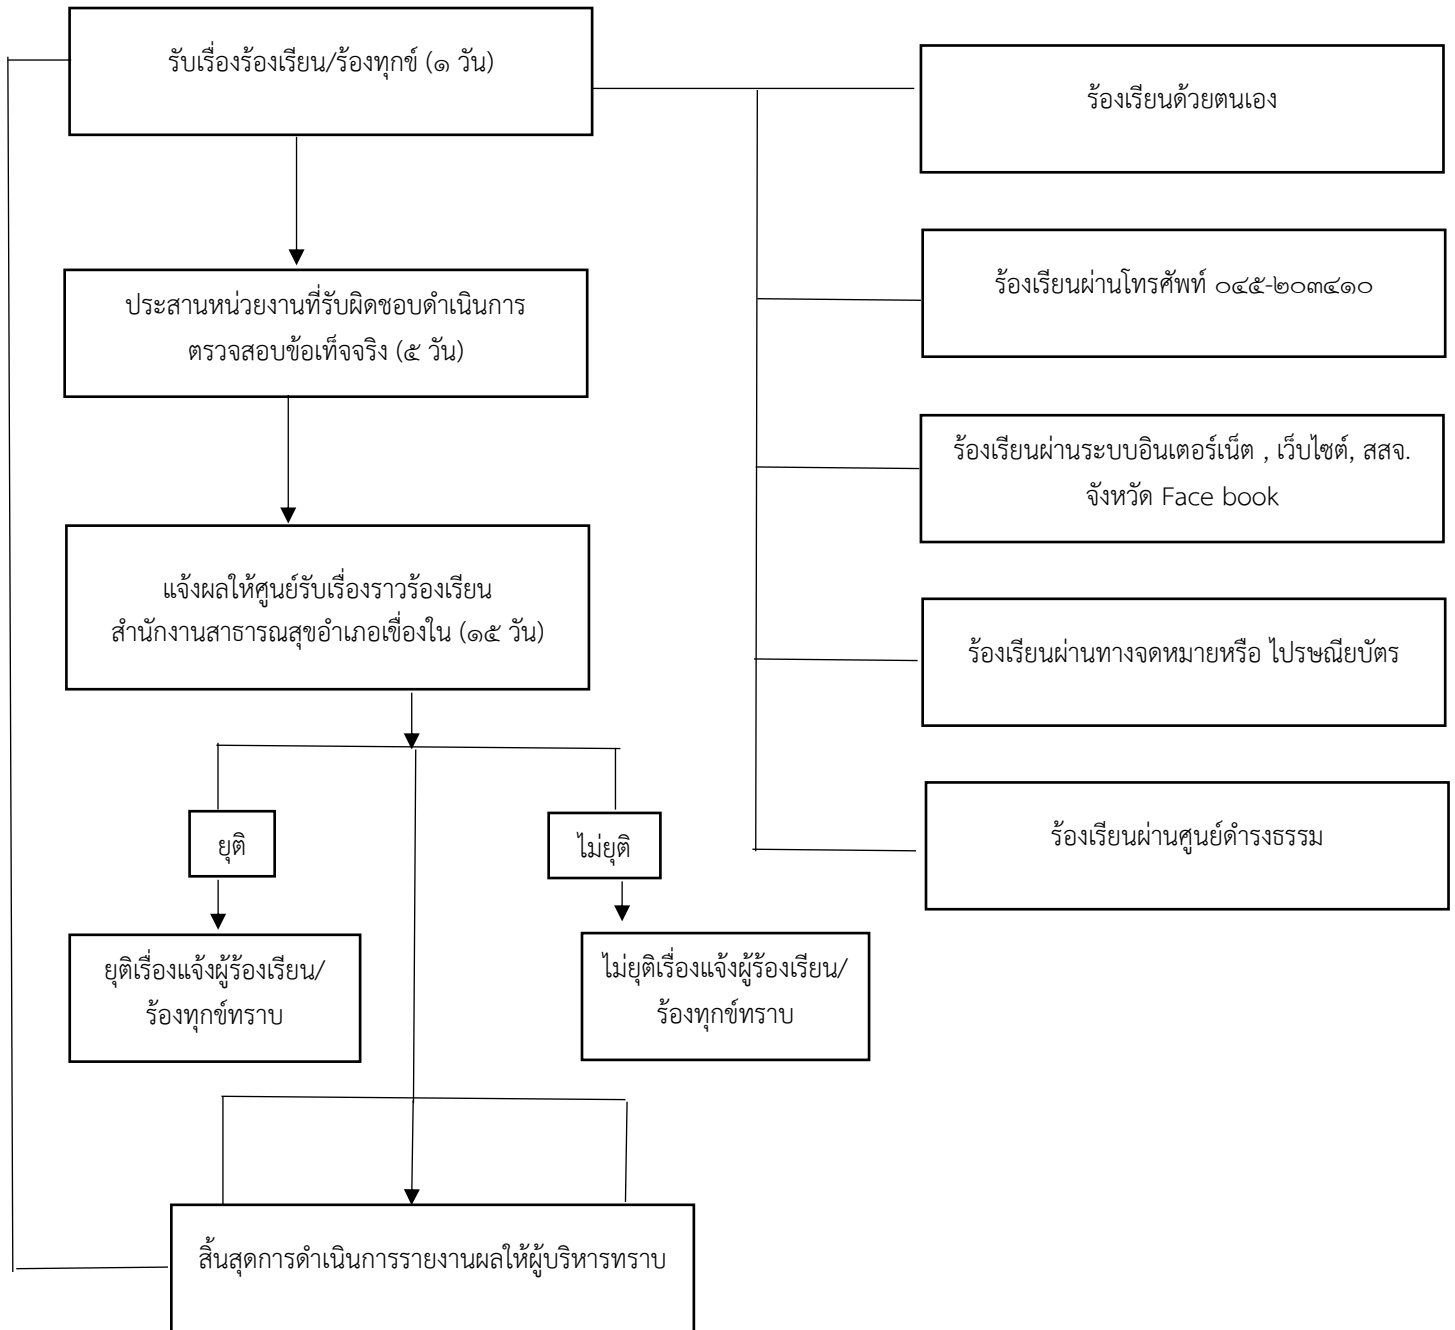 รับเรื่องร้องเรียน/ร้องทุกข์ (๑ วัน)
ร้องเรียนด้วยตนเอง
ร้องเรียนผ่านโทรศัพท์ ๐๔๕-๒๐๓๔๑๐
ประสานหน่วยงานที่รับผิดชอบดำเนินการ
ตรวจสอบข้อเท็จจริง (๕ วัน)
ร้องเรียนผ่านระบบอินเตอร์เน็ต , เว็บไซต์, สสจ.
จังหวัด Face book
แจ้งผลให้ศูนย์รับเรื่องราวร้องเรียน
สำนักงานสาธารณสุขอำเภอเขื่องใน (๑๕ วัน)
ร้องเรียนผ่านทางจดหมายหรือ ไปรษณียบัตร
ยุติ
ไม่ยุติ
ร้องเรียนผ่านศูนย์ดำรงธรรม
ยุติเรื่องแจ้งผู้ร้องเรียน/
ร้องทุกข์ทราบ
ไม่ยุติเรื่องแจ้งผู้ร้องเรียน/
ร้องทุกข์ทราบ
สิ้นสุดการดำเนินการรายงานผลให้ผู้บริหารทราบ